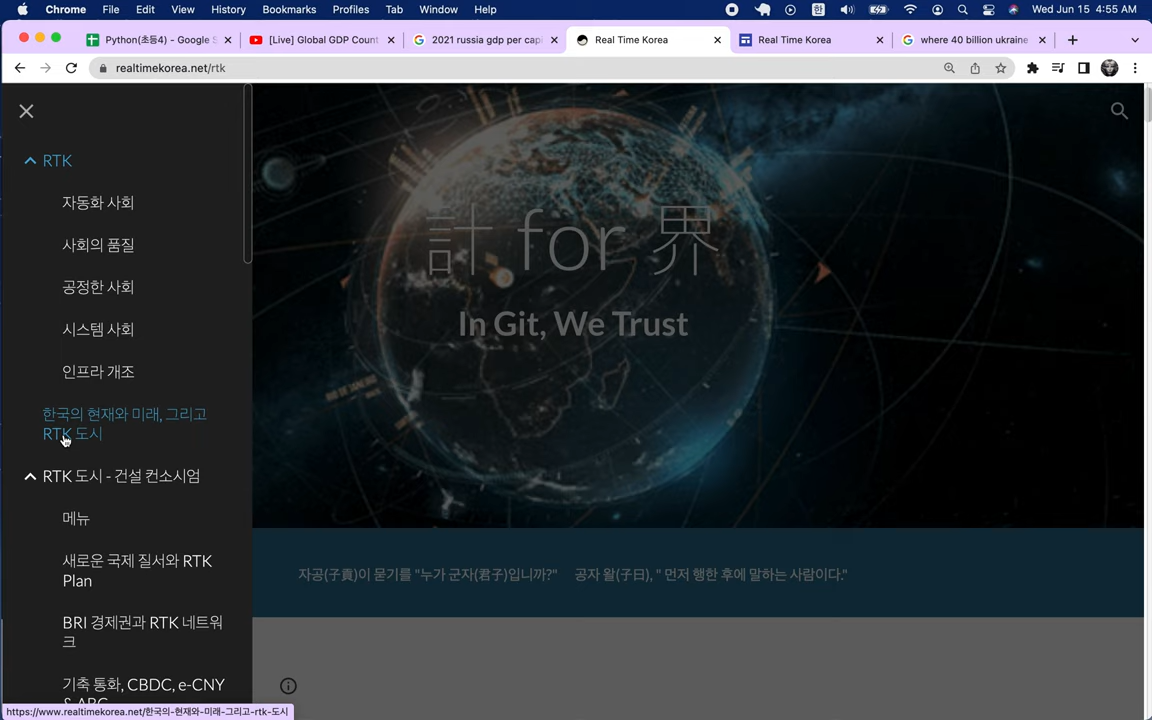 Chrome File Edit View History Bookmarks Profiles Tab Window Help 한 Wed Jun 15 4:55 AM
Python(초등4) - Google S [Live] Global GDP Count 2021 russia gdp per capi Real Time Korea Real Time Korea where 40 billion ukraine
realtimekorea.net/rtk
RTK
자동화 사회
사회의 품질
공정한 사회
시스템 사회
인프라 개조
한국의 현재와 미래, 그리고
RTK 도시
RTK 도시 - 건설 컨소시엄
메뉴
새로운 국제 질서와 RTK
Plan
BRI 경제권과 RTK 네트워
크
기축 통화, CBDC, e-CNY
& ABC
https://www.realtimekorea.net/한국의-현재와-미래-그리고-rtk-도시
計 for 界
In Git, We Trust
RIO DE JANEIRO
자공(子貢)이 묻기를 "누가 군자(君子)입니까?" 공자 왈(子曰), " 먼저 행한 후에 말하는 사람이다."